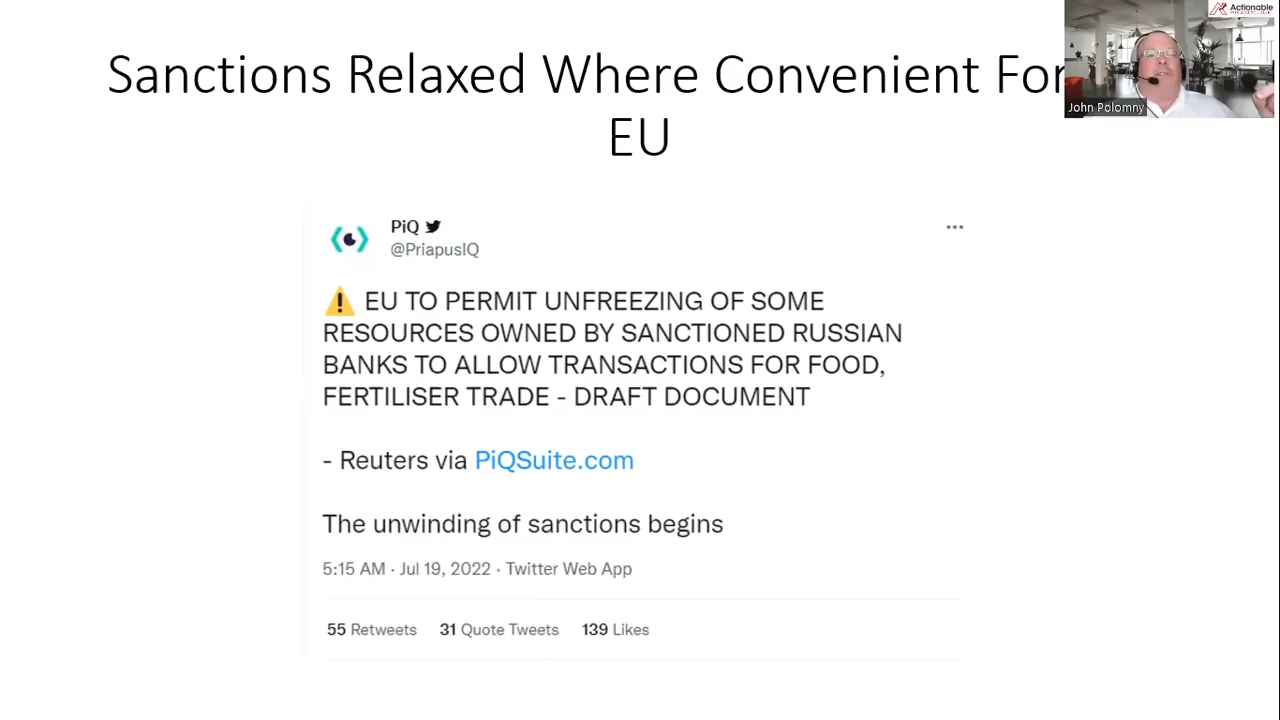 Sanctions Relaxed Where Convenient For
EU
Actionable
John Polomny
PiQ
@PriapusIQ
...
⚠ EU TO PERMIT UNFREEZING OF SOME
RESOURCES OWNED BY SANCTIONED RUSSIAN
BANKS TO ALLOW TRANSACTIONS FOR FOOD,
FERTILISER TRADE - DRAFT DOCUMENT
- Reuters via PiQSuite.com
The unwinding of sanctions begins
5:15 AM · Jul 19, 2022 · Twitter Web App
55 Retweets 31 Quote Tweets 139 Likes